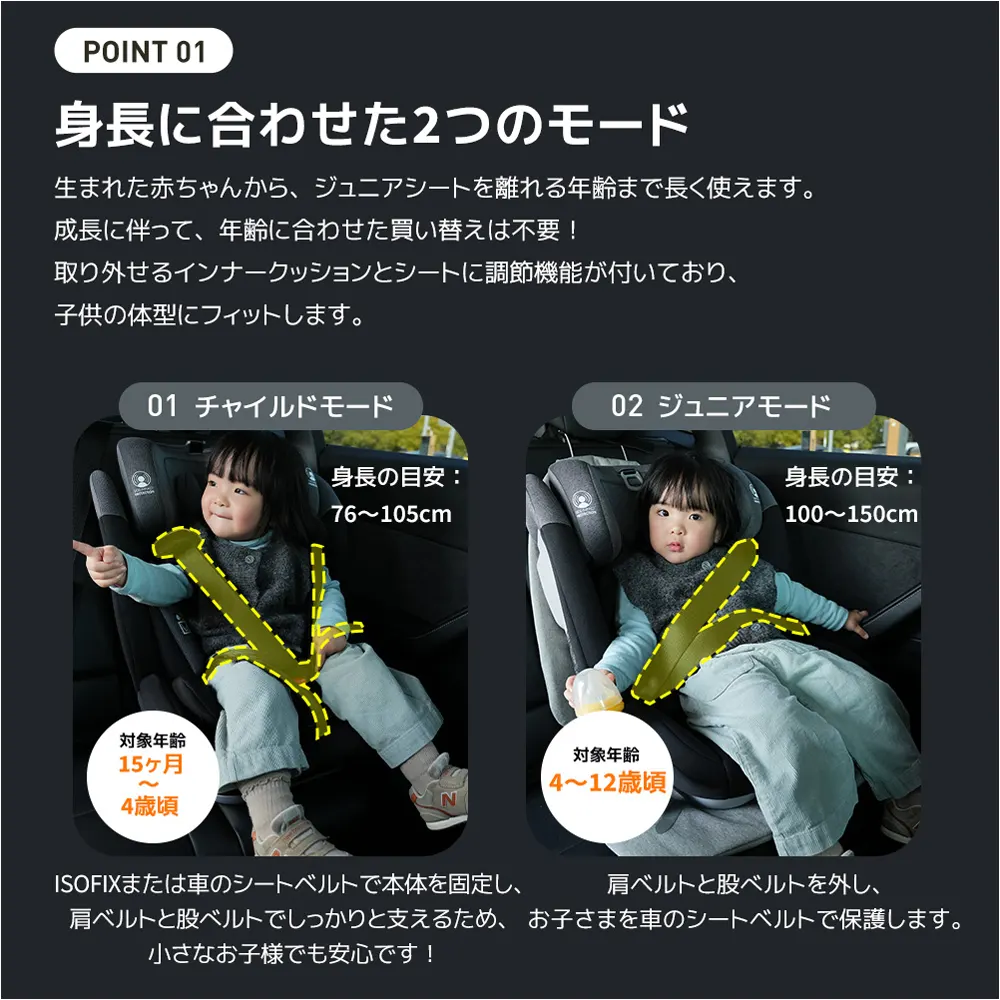 POINT 01
身長に合わせた2つのモード
生まれた赤ちゃんから、ジュニアシートを離れる年齢まで長く使えます。
成長に伴って、年齢に合わせた買い替えは不要！
取り外せるインナークッションとシートに調節機能が付いており、
子供の体型にフィットします。
01 チャイルドモード
身長の目安：
76～105cm
対象年齢
15ヶ月
～
4歳頃
ISOFIXまたは車のシートベルトで本体を固定し、
肩ベルトと股ベルトでしっかりと支えるため、
小さなお子様でも安心です！
02 ジュニアモード
身長の目安：
100～150cm
対象年齢
4～12歳頃
肩ベルトと股ベルトを外し、
お子さまを車のシートベルトで保護します。